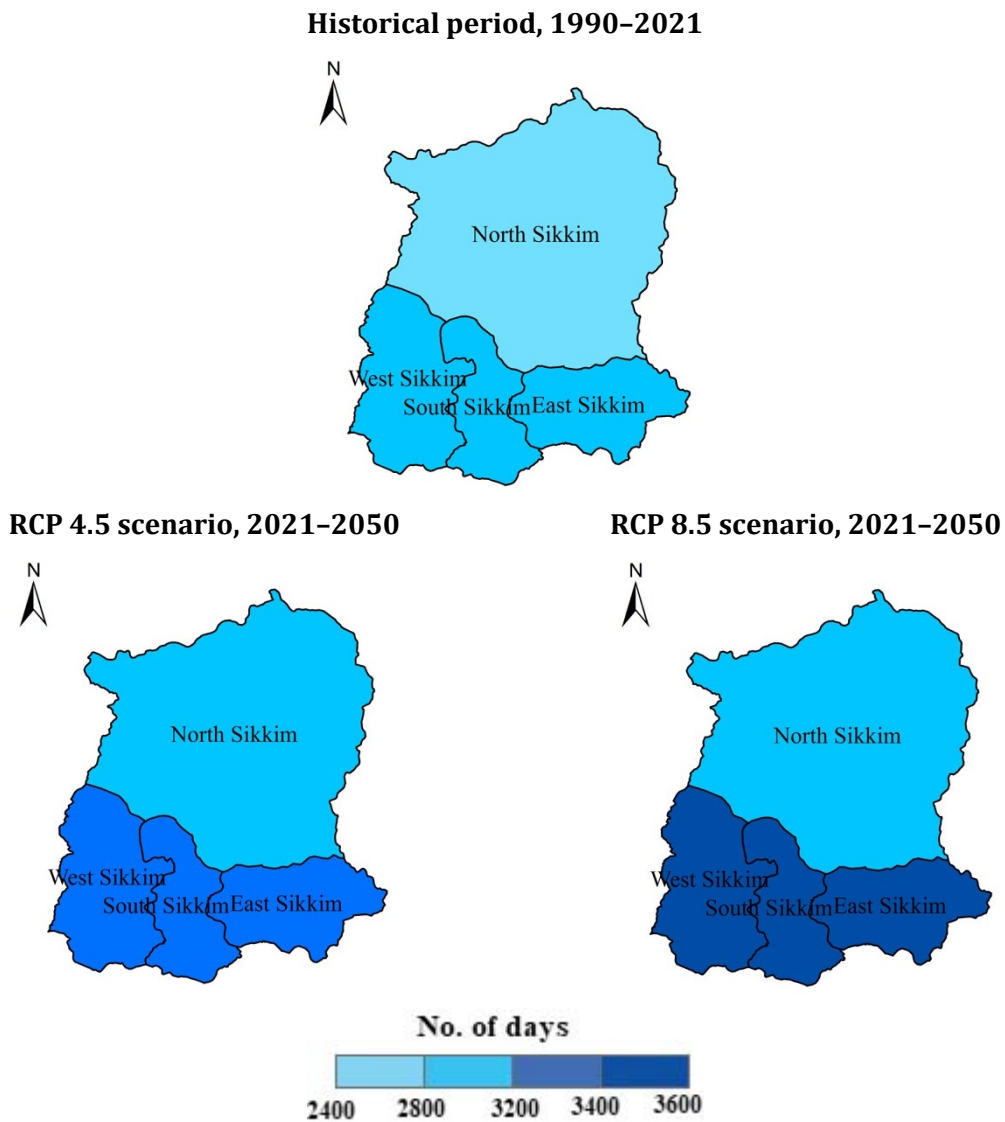 Historical period, 1990–2021
N
North Sikkim
West Sikkim
South Sikkim East Sikkim
RCP 4.5 scenario, 2021–2050 RCP 8.5 scenario, 2021–2050
N N
North Sikkim North Sikkim
West Sikkim West Sikkim
South Sikkim East Sikkim South Sikkim East Sikkim
No. of days
2400 2800 3200 3400 3600